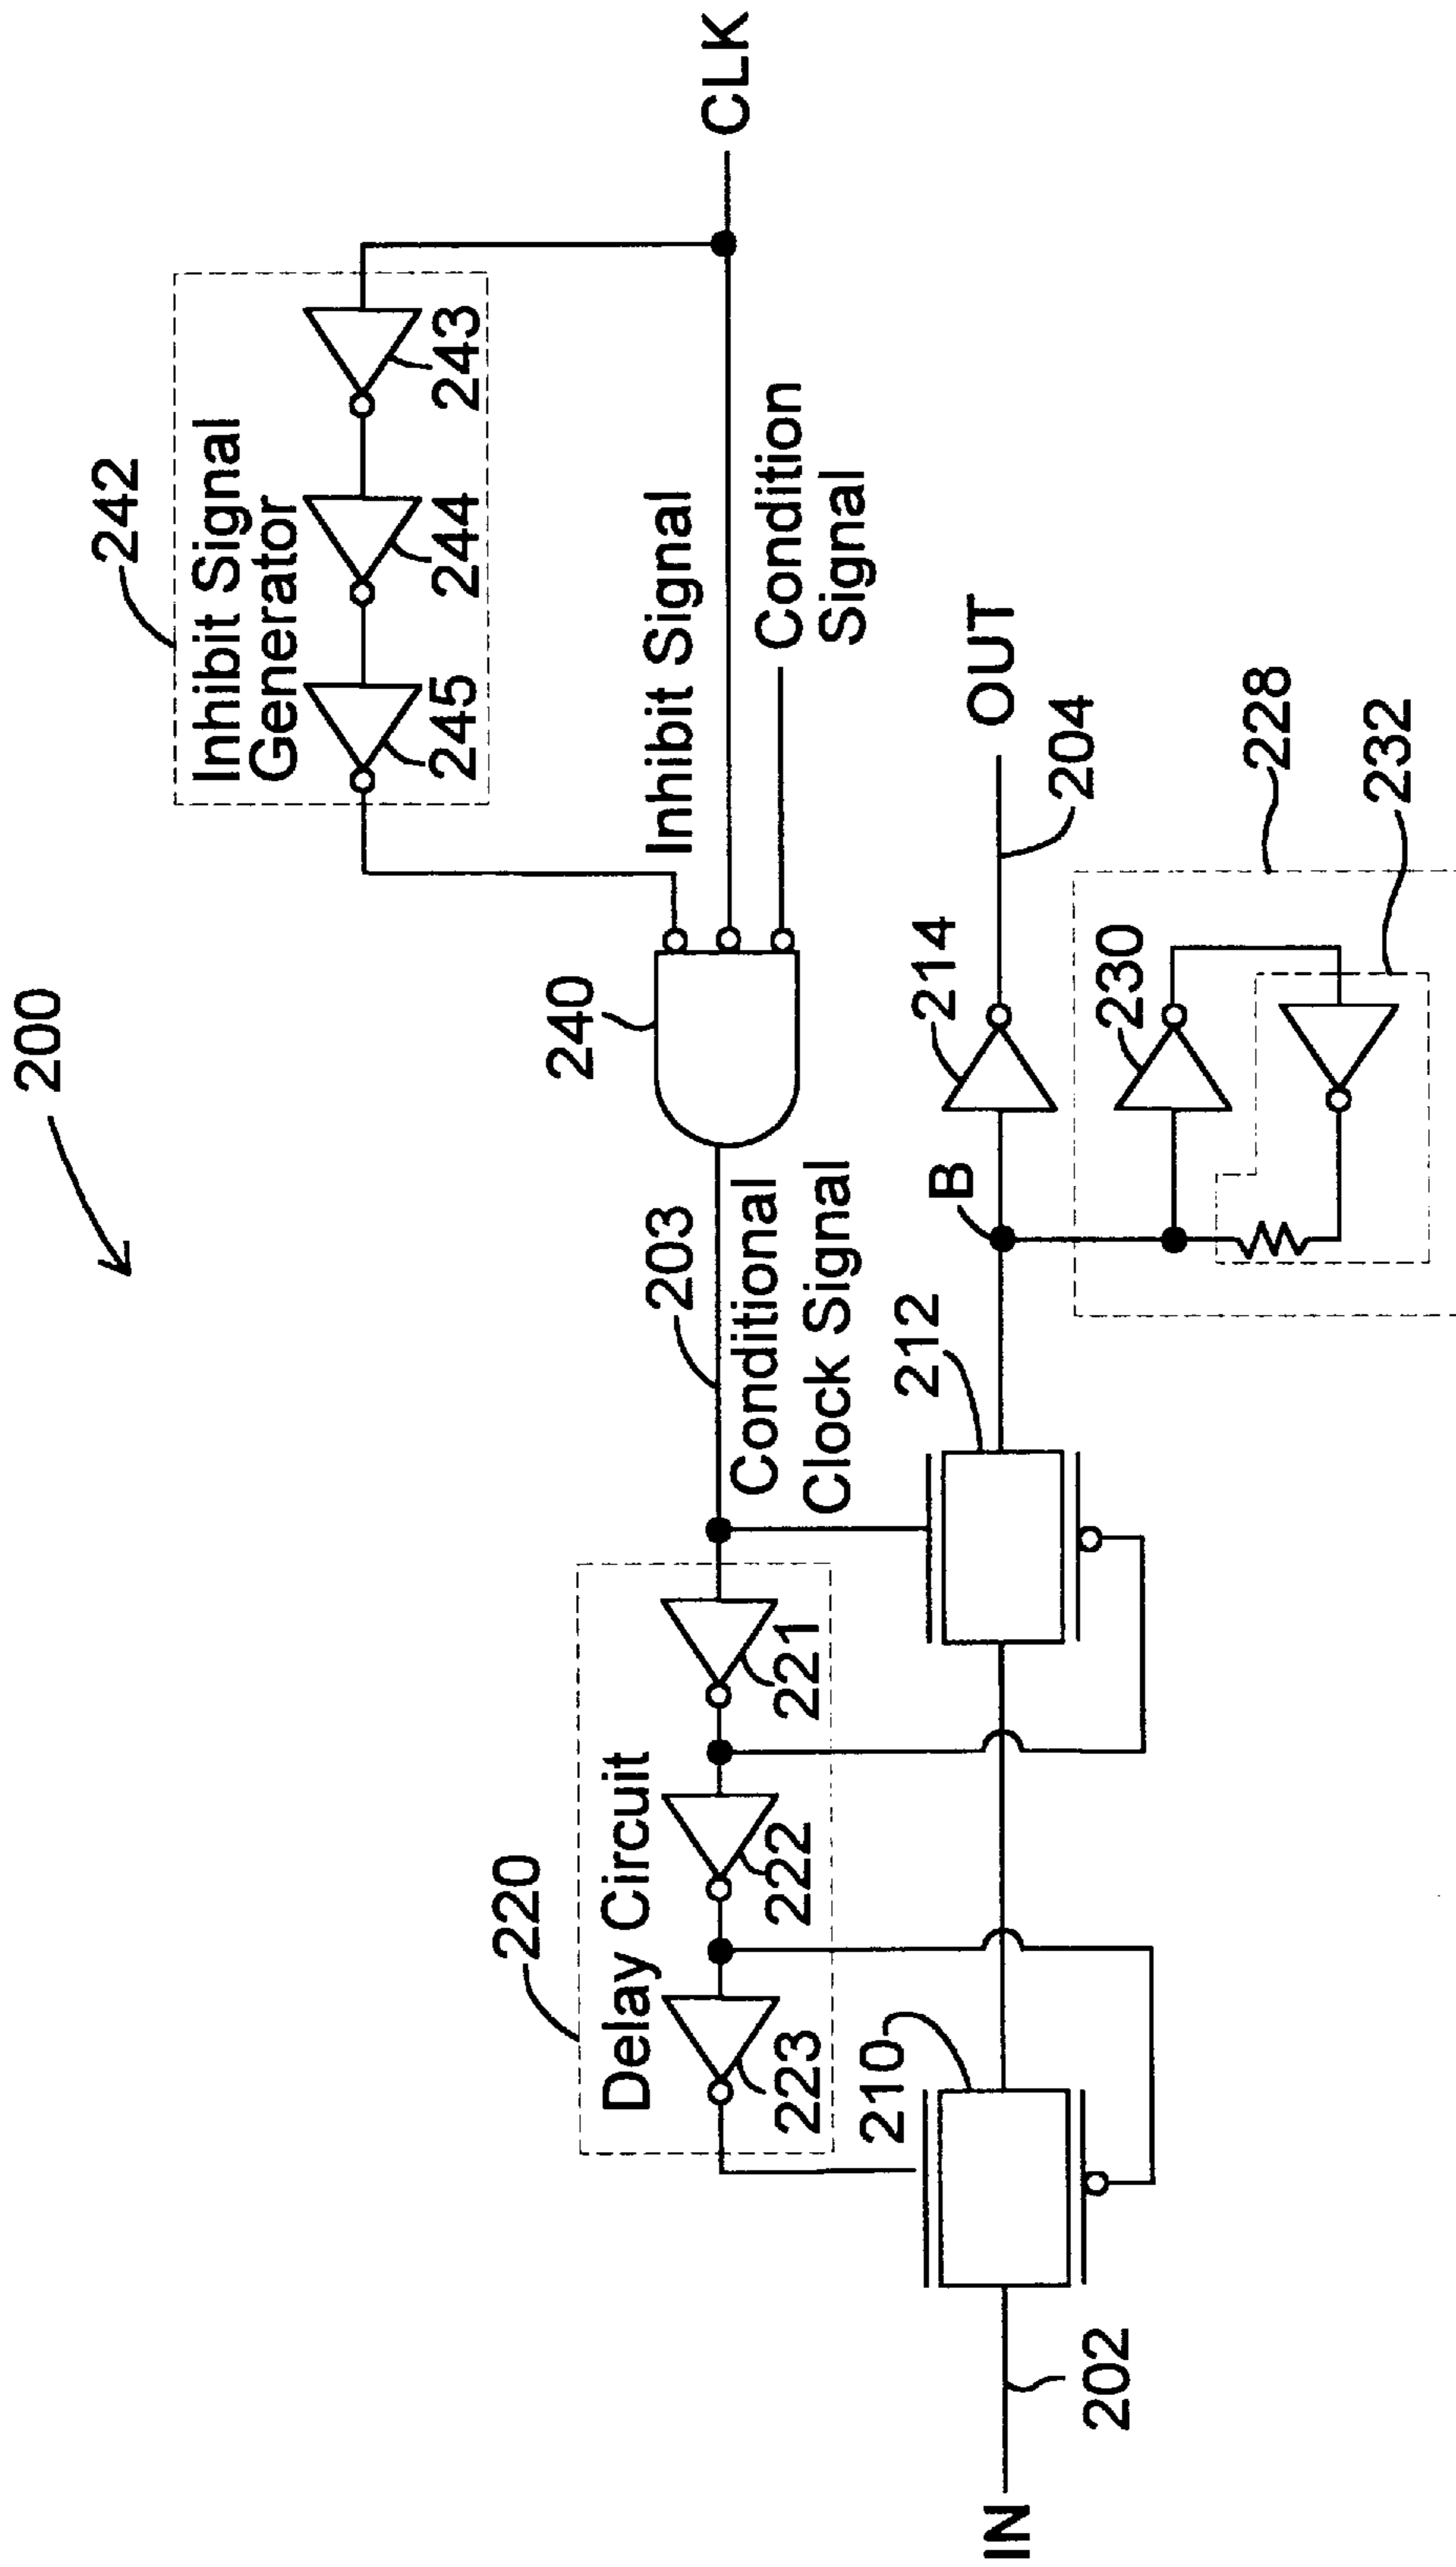 200
242
Inhibit Signal
Generator
245
244
243
CLK
Inhibit Signal
Condition
Signal
240
203
Conditional
Clock Signal
220
Delay Circuit
223
222
221
210
212
B
214
OUT
204
230
228
232
IN
202